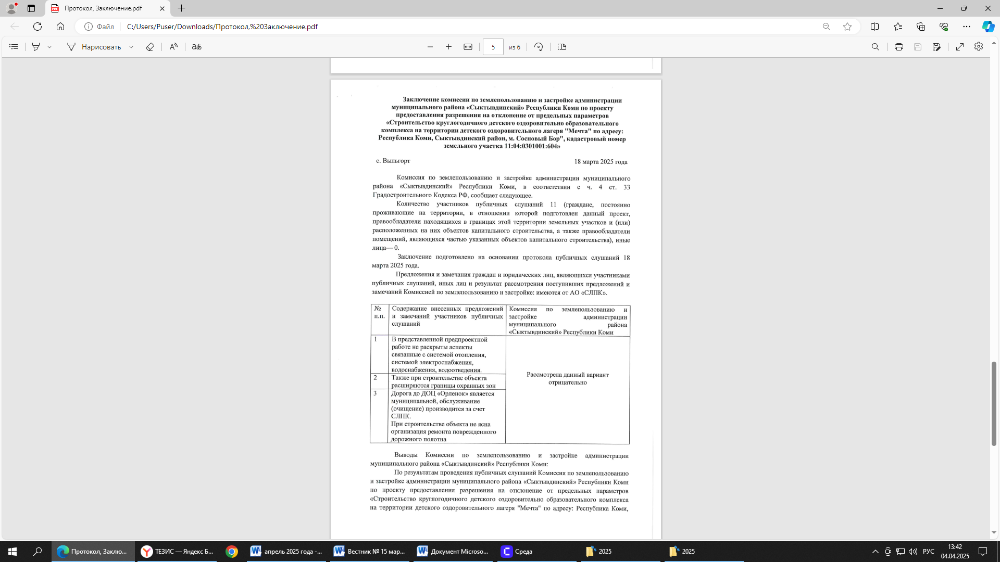 Протокол, Заключение.pdf
Файл
C:/Users/Puser/Downloads/Протокол,%20Заключение.pdf
Нарисовать
5
из 6
Заключение комиссии по землепользованию и застройке администрации
муниципального района «Сыктывдинский» Республики Коми по проекту
предоставления разрешения на отклонение от предельных параметров
«Строительство круглогодичного детского оздоровительно образовательного
комплекса на территории детского оздоровительного лагеря "Мечта" по адресу:
Республика Коми, Сыктывдинский район, м. Сосновый Бор", кадастровый номер
земельного участка 11:04:0301001:604»
с. Выльгорт
18 марта 2025 года
Комиссия по землепользованию и застройке администрации муниципального
района «Сыктывдинский» Республики Коми, в соответствии с ч. 4 ст. 33
Градостроительного Кодекса РФ, сообщает следующее.
Количество участников публичных слушаний 11 (граждане, постоянно
проживающие на территории, в отношении которой подготовлен данный проект,
правообладатели находящихся в границах этой территории земельных участков и (или)
расположенных на них объектов капитального строительства, а также правообладатели
помещений, являющихся частью указанных объектов капитального строительства), иные
лица— 0.
Заключение подготовлено на основании протокола публичных слушаний 18
марта 2025 года.
Предложения и замечания граждан и юридических лиц, являющихся участниками
публичных слушаний, иных лиц и результат рассмотрения поступивших предложений и
замечаний Комиссией по землепользованию и застройке: имеются от АО «СЛПК».
№
п.п.
Содержание внесенных предложений
и замечаний участников публичных
слушаний
Комиссия по землепользованию и
застройке администрации
муниципального района
«Сыктывдинский» Республики Коми
1
В представленной предпроектной
работе не раскрыты аспекты
связанные с системой отопления,
системой электроснабжения,
водоснабжения, водоотведения.
2
Также при строительстве объекта
расширяются границы охранных зон
3
Дорога до ДОЦ «Орленок» является
муниципальной, обслуживание
(очищение) производится за счет
СЛПК.
При строительстве объекта не ясна
организация ремонта поврежденного
дорожного полотна
Рассмотрела данный вариант
отрицательно
Выводы Комиссии по землепользованию и застройке администрации
муниципального района «Сыктывдинский» Республики Коми:
По результатам проведения публичных слушаний Комиссия по землепользованию
и застройке администрации муниципального района «Сыктывдинский» Республики Коми
по проекту предоставления разрешения на отклонение от предельных параметров
«Строительство круглогодичного детского оздоровительно образовательного комплекса
на территории детского оздоровительного лагеря "Мечта" по адресу: Республика Коми,
Протокол, Заклю...
ТЕЗИС — Яндекс Б...
апрель 2025 года -...
Вестник № 15 мар...
Документ Microso...
Среда
2025
2025
РУС
13:42
04.04.2025